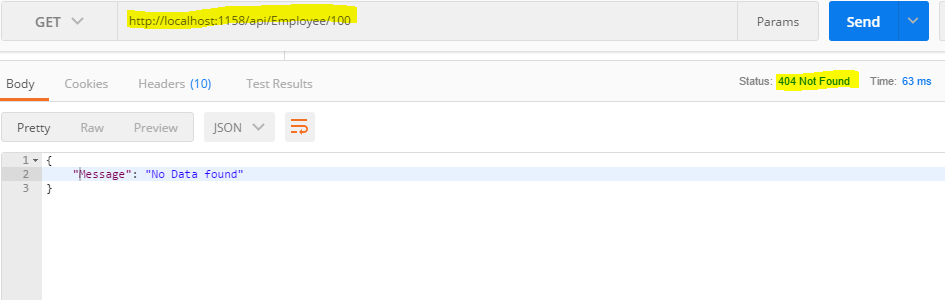 GET http://localhost:1158/api/Employee/100 Params Send
Body Cookies Headers (10) Test Results Status: 404 Not Found Time: 63 ms
Pretty Raw Preview JSON
1 {
2 "Message": "No Data found"
3 }